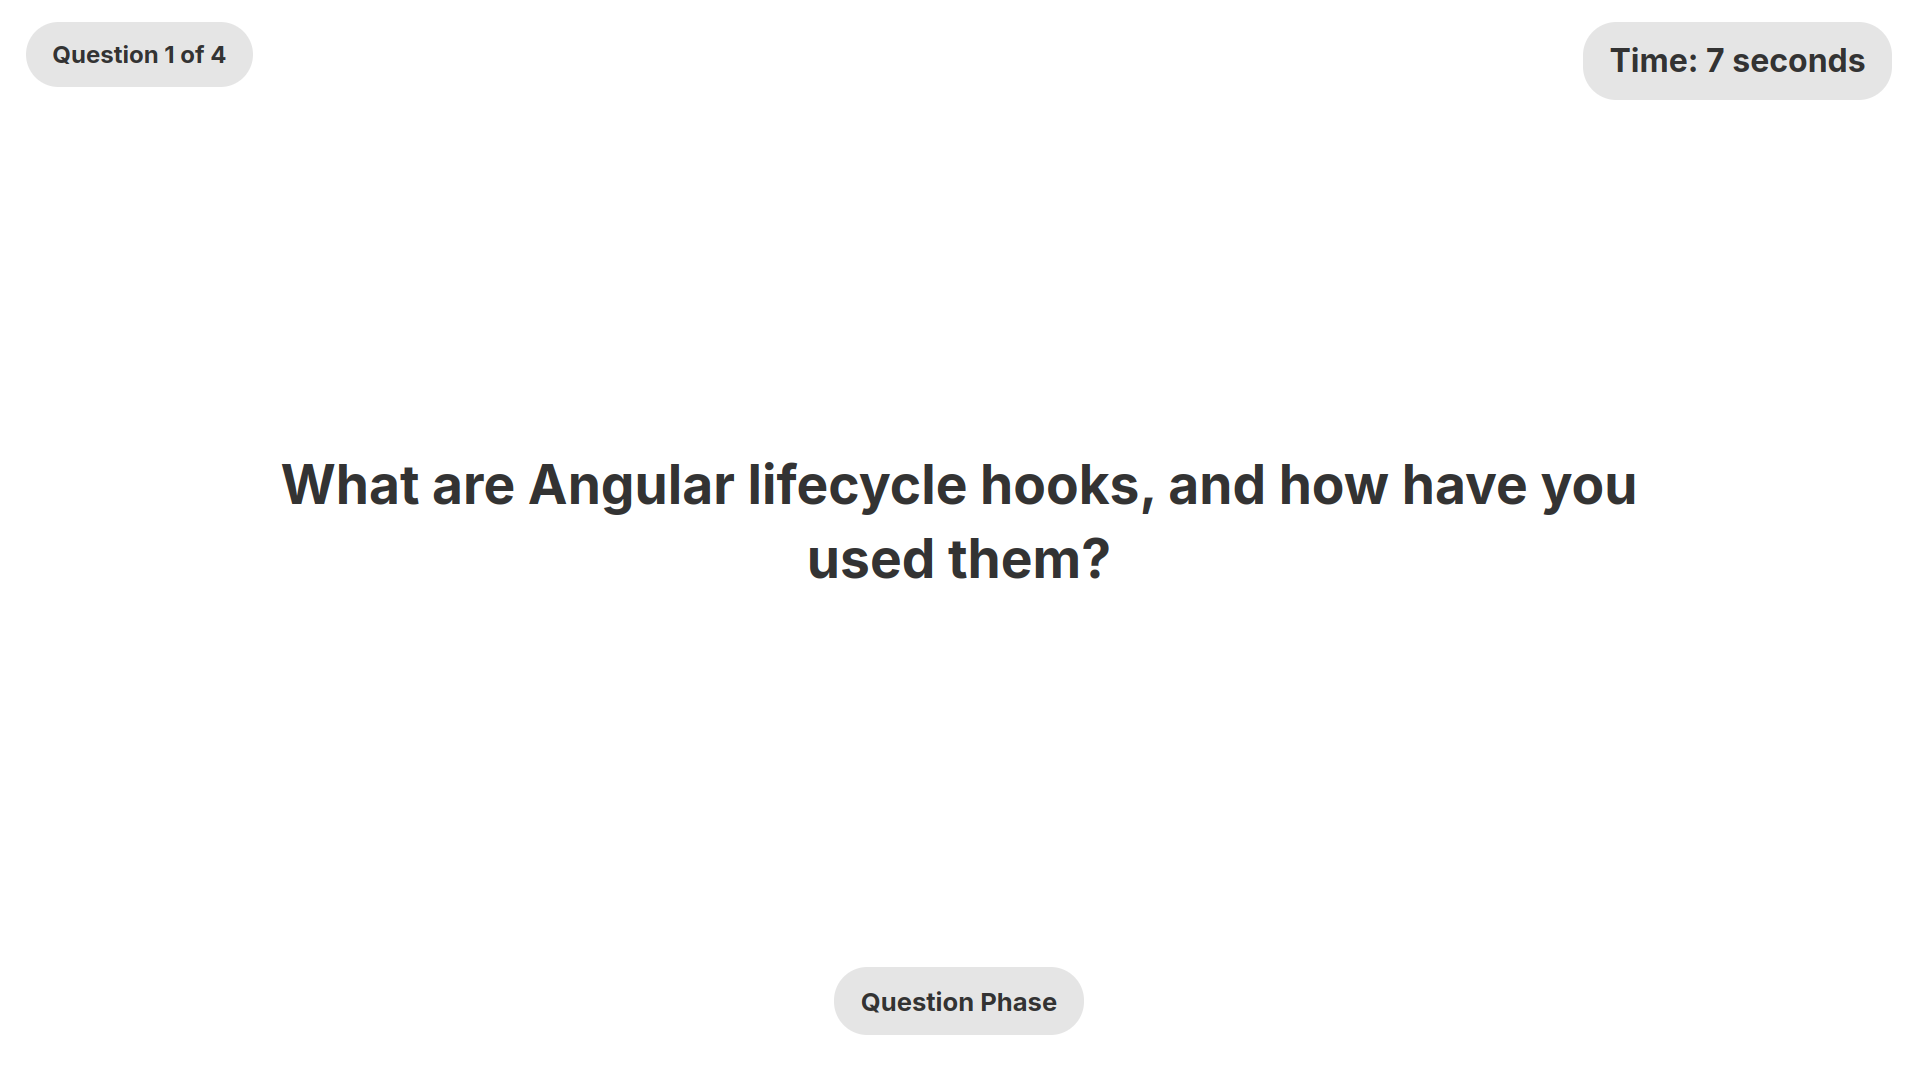 Question 1 of 4
Time: 7 seconds
What are Angular lifecycle hooks, and how have you
used them?
Question Phase